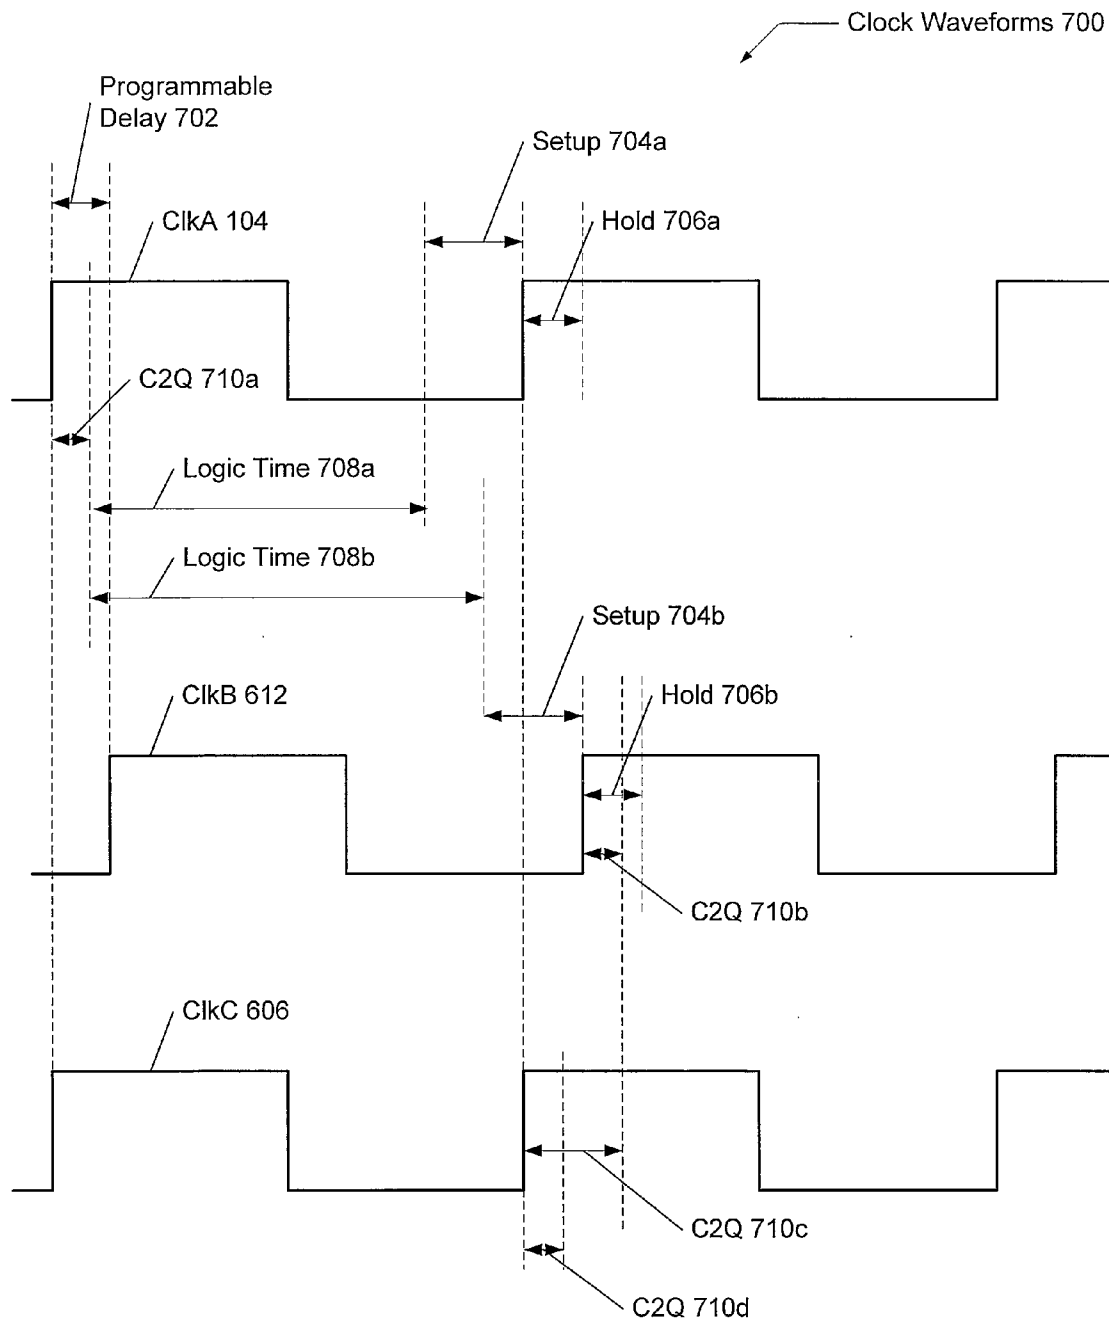 Clock Waveforms 700
Programmable
Delay 702
Setup 704a
ClkA 104
Hold 706a
C2Q 710a
Logic Time 708a
Logic Time 708b
Setup 704b
ClkB 612
Hold 706b
C2Q 710b
ClkC 606
C2Q 710c
C2Q 710d